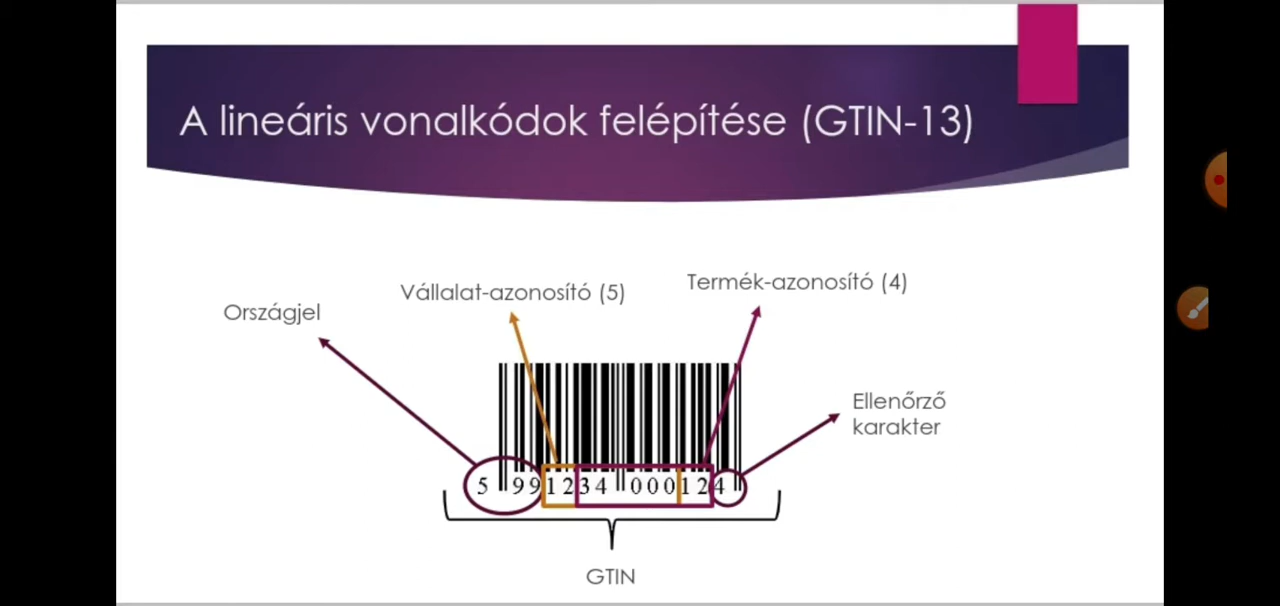 A lineáris vonalkódok felépítése (GTIN-13)
Termék-azonosító (4)
Vállalat-azonosító (5)
Országjel
Ellenőrző
karakter
5 991234 000124
GTIN